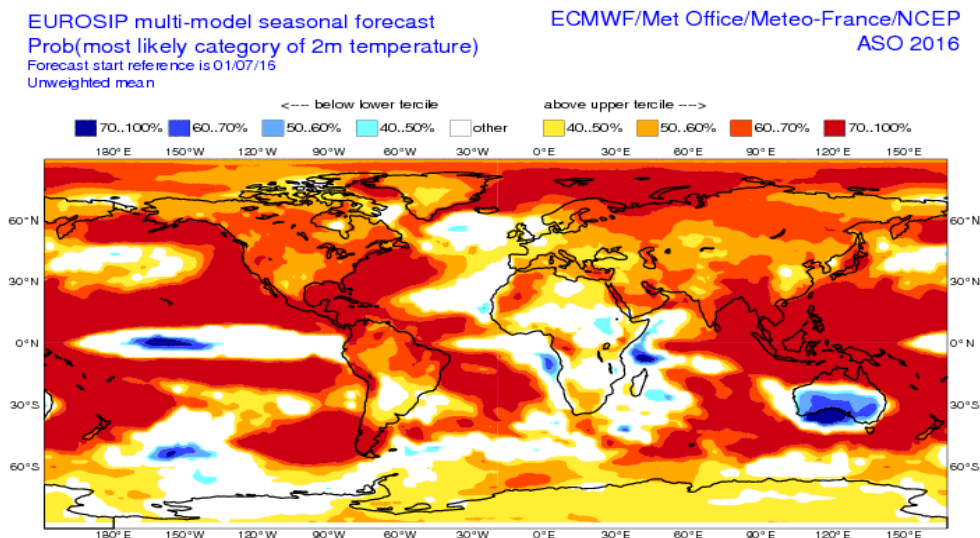 EUROSIP multi-model seasonal forecast
ECMWF/Met Office/Meteo-France/NCEP
Prob(most likely category of 2m temperature)
ASO 2016
Forecast start reference is 01/07/16
Unweighted mean
<---- below lower tercile
above upper tercile --->
70..100% 60..70% 50..60% 40..50% other 40..50% 50..60% 60..70% 70..100%
180°E 150°W 120°W 90°W 60°W 30°W 0°E 30°E 60°E 90°E 120°E 150°E
60°N 60°N
30°N 30°N
0°N 0°N
30°S 30°S
60°S 60°S
180°E 150°W 120°W 90°W 60°W 30°W 0°E 30°E 60°E 90°E 120°E 150°E